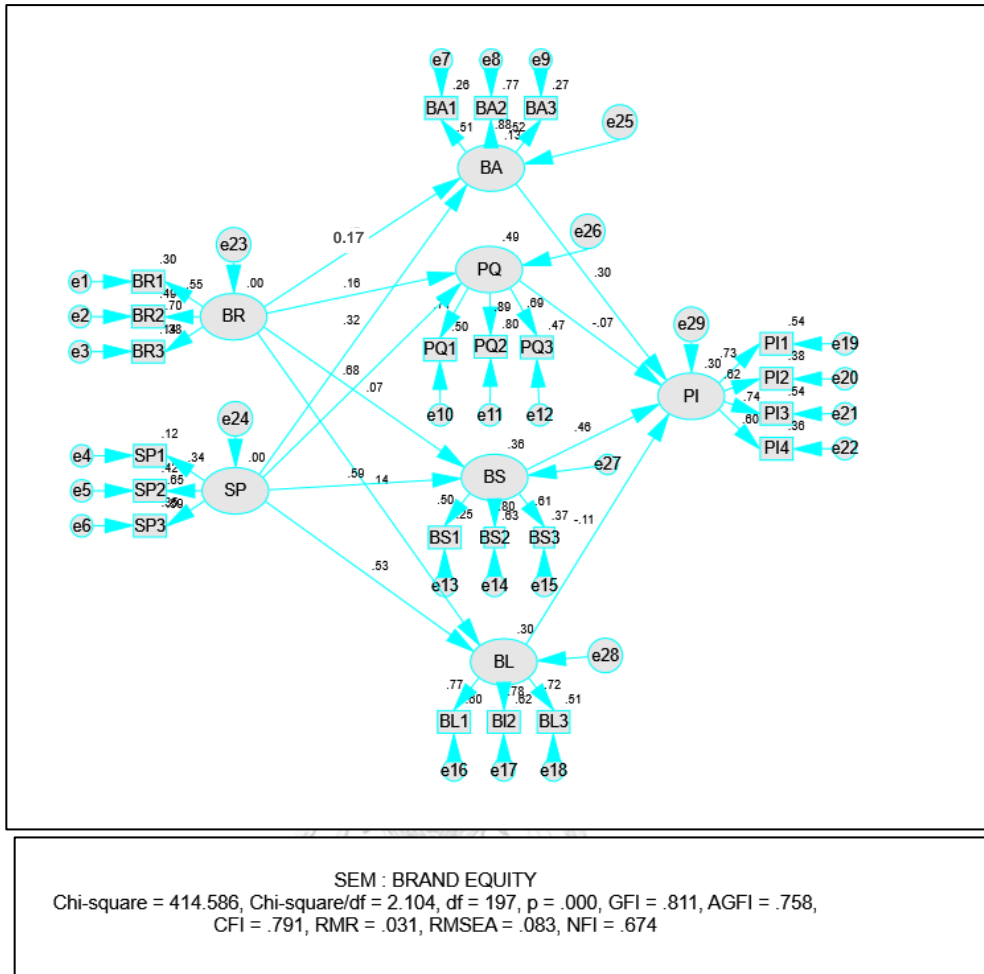 e7 e8 e9
.26 .77 .27
BA1 BA2 BA3
.51 .88 .52
.13
e25
BA
e23
0.17
.49
e26
.30
e1 BR1
.55
.00
PQ
.30
.49
.16
e2 BR2 .70
BR
.89 .69
-.07
e29
.50 .80 .47
.32
.54
e3 BR3
PQ1 PQ2 PQ3
.30 .73 PI1 e19
.38
.62 PI2 e20
.68
PI
.54
.07
.74 PI3 e21
e24
e10 e11 e12
.36
.60 PI4 e22
.12
.46
.36
e4 SP1 .34
.00
e27
.42
BS
e5 SP2 .65
SP
.59 .14
.50 .80 .61
e6 SP3
.25 .63 .37 -.11
BS1 BS2 BS3
.53
e13 e14 e15
.30
BL
e28
.77 .78 .72
.60 .62 .51
BL1 Bl2 BL3
e16 e17 e18
SEM : BRAND EQUITY
Chi-square = 414.586, Chi-square/df = 2.104, df = 197, p = .000, GFI = .811, AGFI = .758,
CFI = .791, RMR = .031, RMSEA = .083, NFI = .674